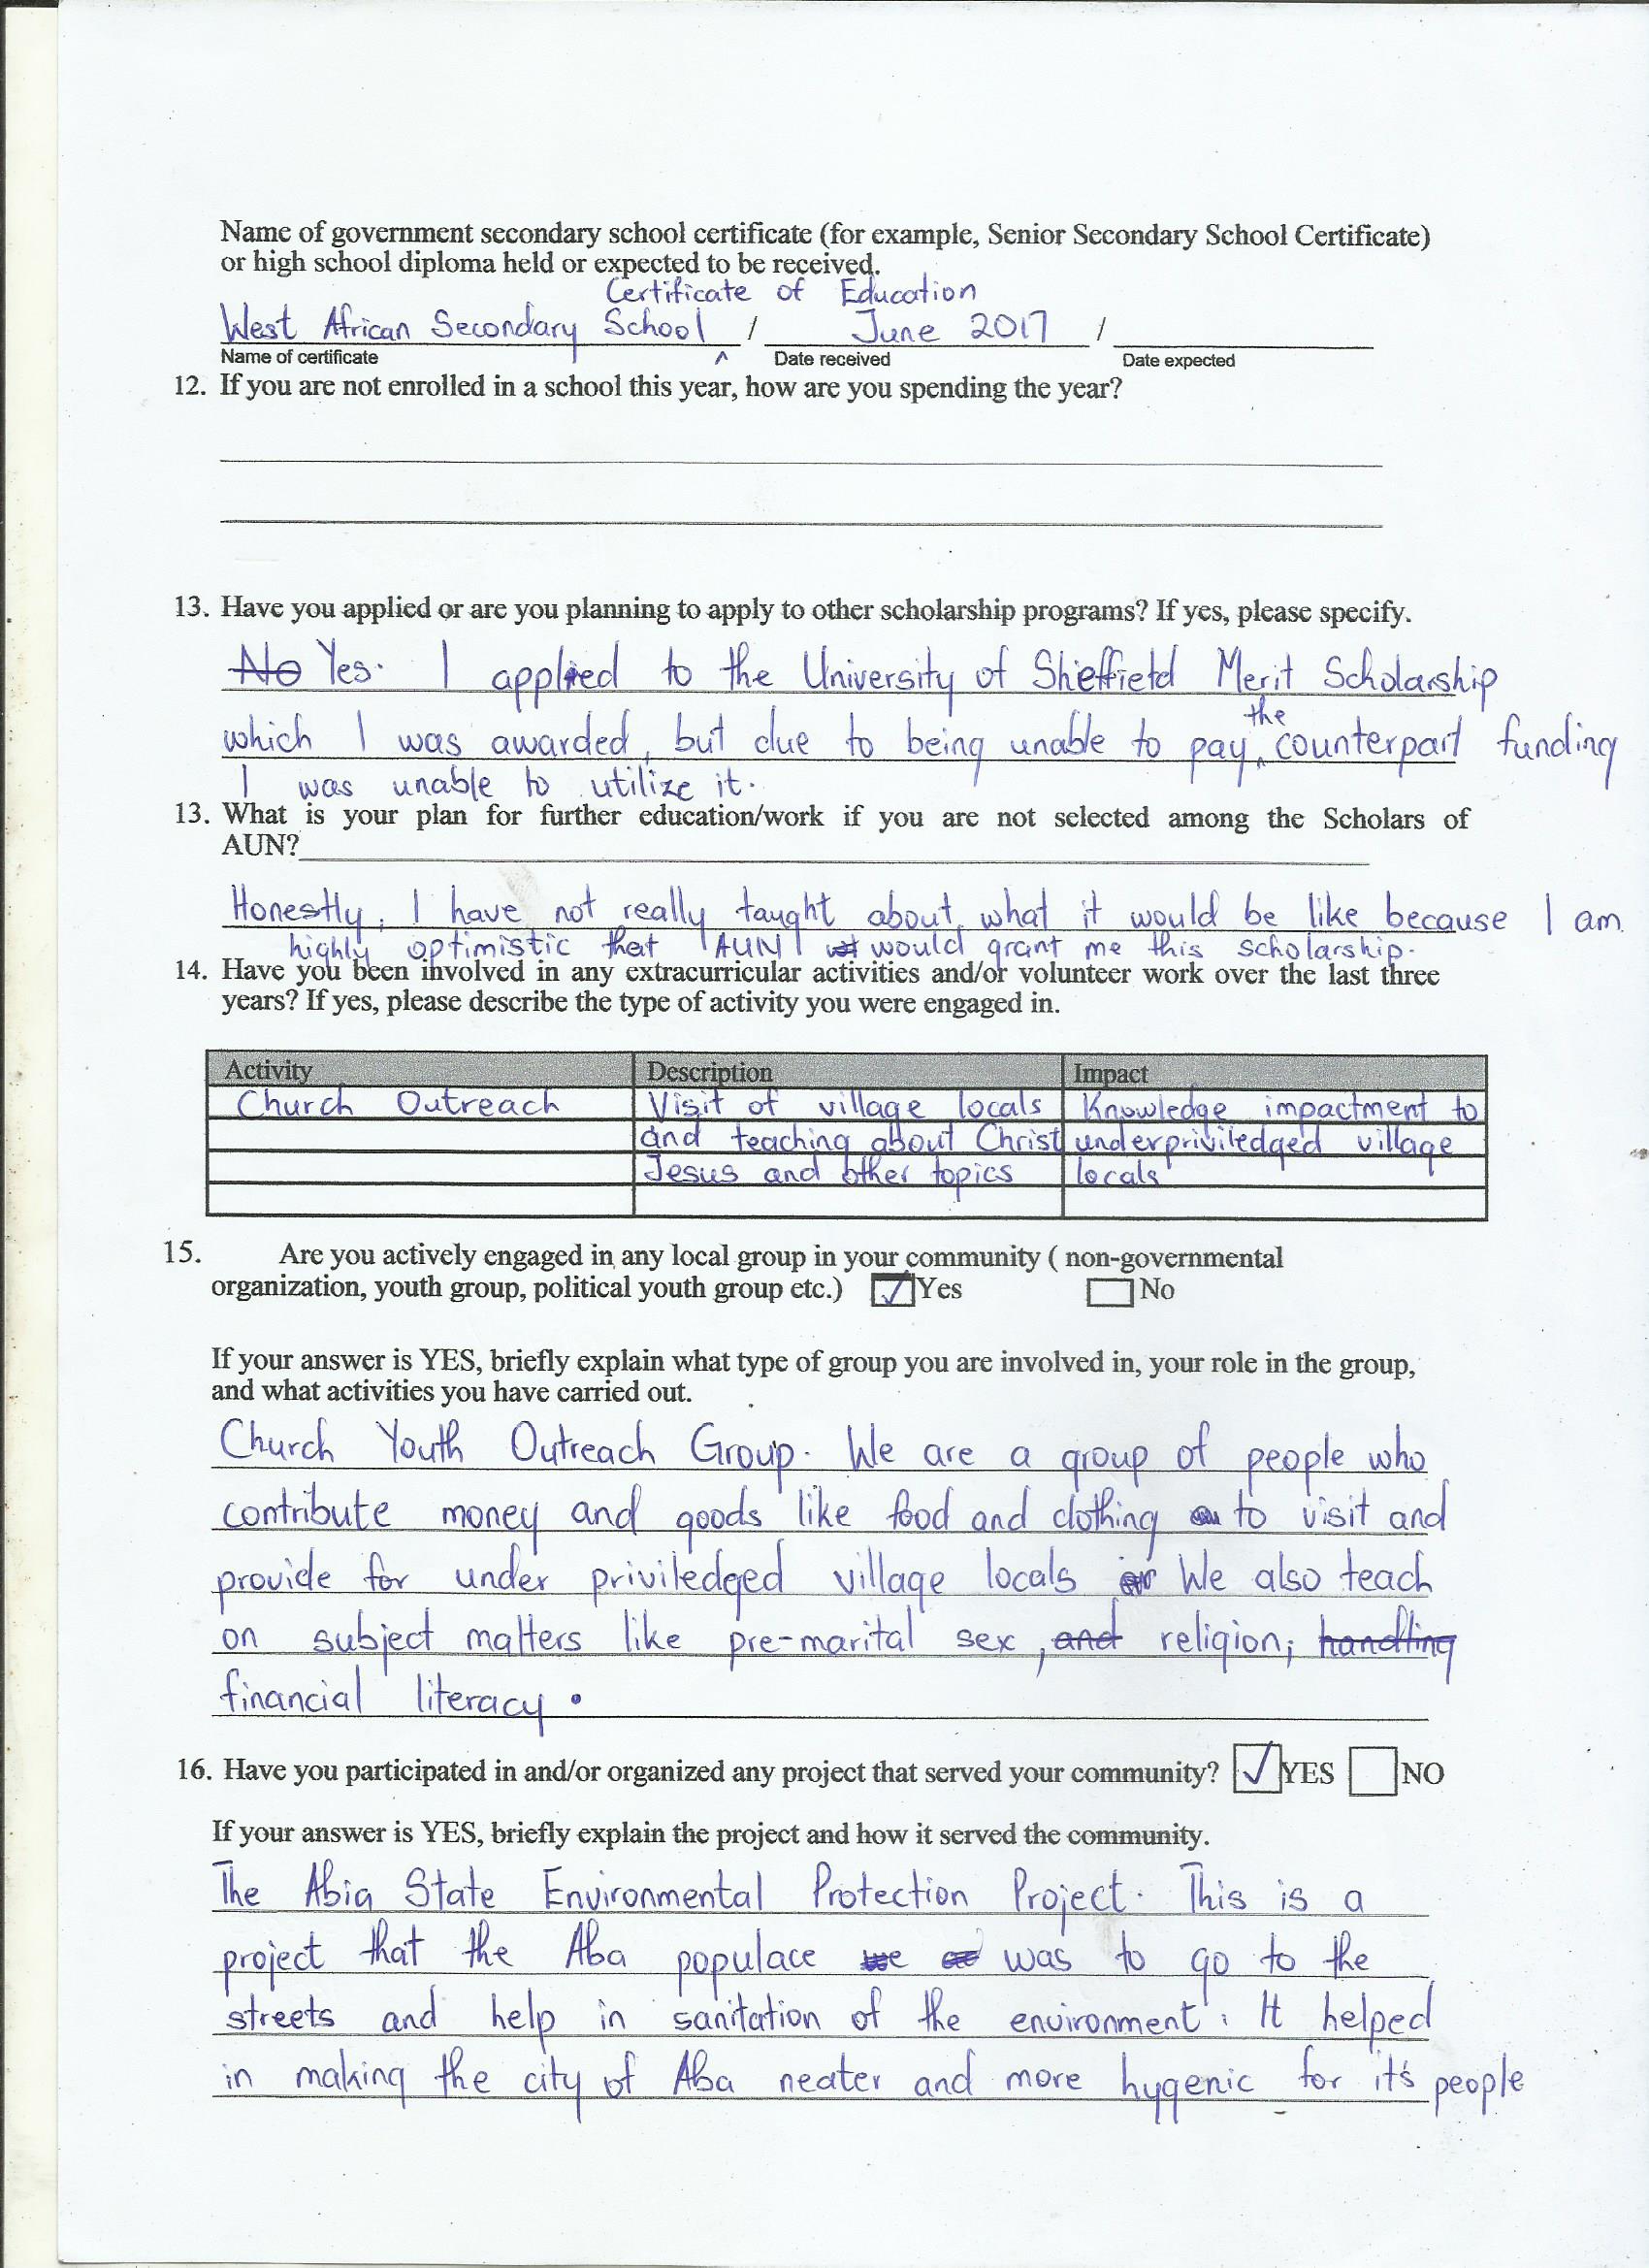 Name of government secondary school certificate (for example, Senior Secondary School Certificate)
or high school diploma held or expected to be received.
Certificate of Education
West African Secondary School / June 2017 /
Name of certificate ^ Date received Date expected
12. If you are not enrolled in a school this year, how are you spending the year?
13. Have you applied or are you planning to apply to other scholarship programs? If yes, please specify.
No Yes. I applied to the University of Sheffield Merit Scholarship
the
which I was awarded, but due to being unable to pay ^ counterpart funding
I was unable to utilize it.
13. What is your plan for further education/work if you are not selected among the Scholars of
AUN?
Honestly, I have not really taught about what it would be like because I am
highly optimistic that AUN would grant me this scholarship.
14. Have you been involved in any extracurricular activities and/or volunteer work over the last three
years? If yes, please describe the type of activity you were engaged in.
Activity Description Impact
Church Outreach Visit of village locals Knowledge impactment to
and teaching about Christ underpriviledged village
Jesus and other topics locals
15. Are you actively engaged in any local group in your community ( non-governmental
organization, youth group, political youth group etc.) ✓ Yes No
If your answer is YES, briefly explain what type of group you are involved in, your role in the group,
and what activities you have carried out.
Church Youth Outreach Group. We are a group of people who
contribute money and goods like food and clothing to visit and
provide for under priviledged village locals We also teach
on subject matters like pre-marital sex, and religion, handling
financial literacy.
16. Have you participated in and/or organized any project that served your community? ✓ YES NO
If your answer is YES, briefly explain the project and how it served the community.
The Abia State Environmental Protection Project. This is a
project that the Aba populace was to go to the
streets and help in sanitation of the environment. It helped
in making the city of Aba neater and more hygenic for it's people